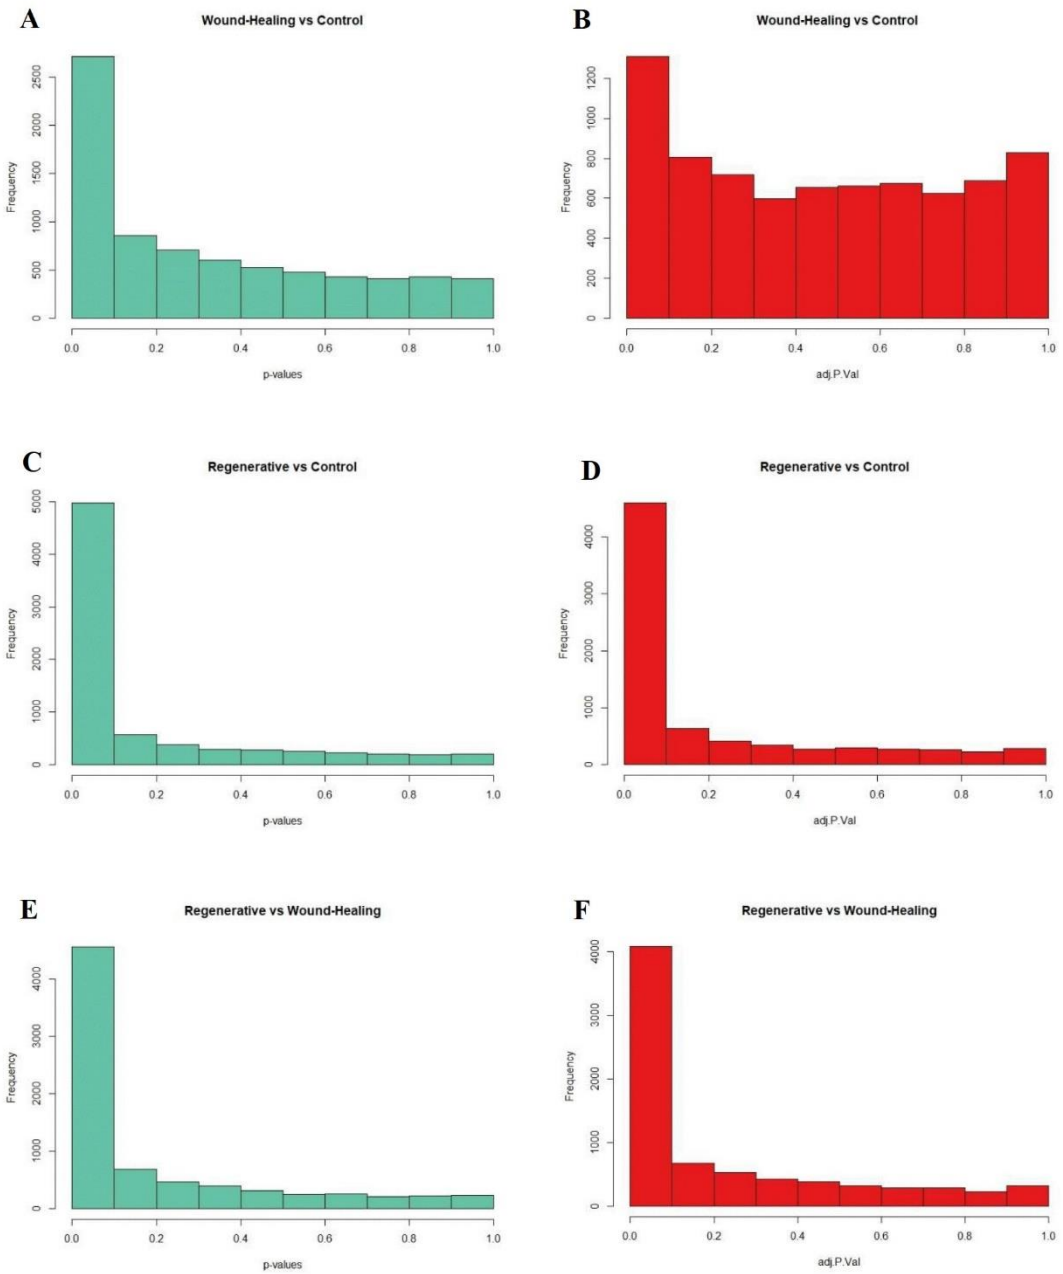 A
Wound-Healing vs Control
Frequency
2500
2000
1500
1000
500
0
0.0 0.2 0.4 0.6 0.8 1.0
p-values
B
Wound-Healing vs Control
Frequency
1200
1000
800
600
400
200
0
0.0 0.2 0.4 0.6 0.8 1.0
adj.P.Val
C
Regenerative vs Control
Frequency
5000
4000
3000
2000
1000
0
0.0 0.2 0.4 0.6 0.8 1.0
p-values
D
Regenerative vs Control
Frequency
4000
3000
2000
1000
0
0.0 0.2 0.4 0.6 0.8 1.0
adj.P.Val
E
Regenerative vs Wound-Healing
Frequency
4000
3000
2000
1000
0
0.0 0.2 0.4 0.6 0.8 1.0
p-values
F
Regenerative vs Wound-Healing
Frequency
4000
3000
2000
1000
0
0.0 0.2 0.4 0.6 0.8 1.0
adj.P.Val